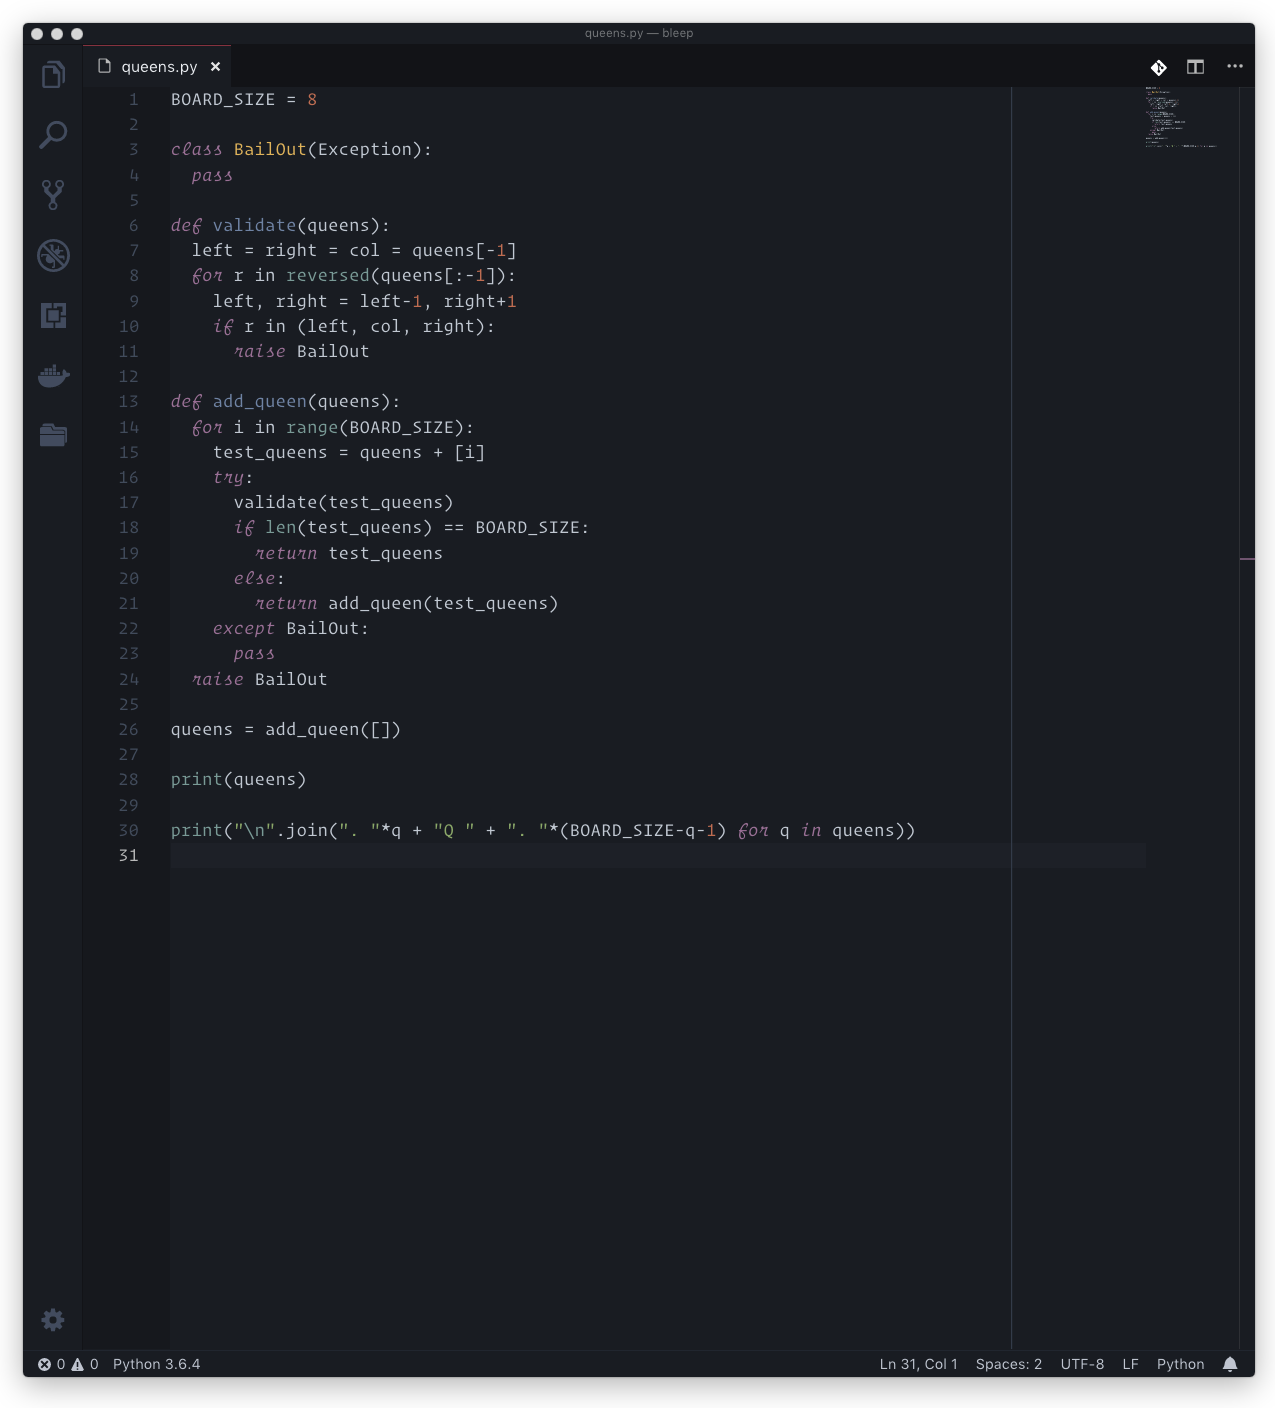 queens.py — bleep
queens.py ×
1 BOARD_SIZE = 8
2
3 class BailOut(Exception):
4   pass
5
6 def validate(queens):
7   left = right = col = queens[-1]
8   for r in reversed(queens[:-1]):
9     left, right = left-1, right+1
10     if r in (left, col, right):
11       raise BailOut
12
13 def add_queen(queens):
14   for i in range(BOARD_SIZE):
15     test_queens = queens + [i]
16     try:
17       validate(test_queens)
18       if len(test_queens) == BOARD_SIZE:
19         return test_queens
20       else:
21         return add_queen(test_queens)
22     except BailOut:
23       pass
24   raise BailOut
25
26 queens = add_queen([])
27
28 print(queens)
29
30 print("\n".join(". "*q + "Q " + ". "*(BOARD_SIZE-q-1) for q in queens))
31
0 0 Python 3.6.4 Ln 31, Col 1 Spaces: 2 UTF-8 LF Python